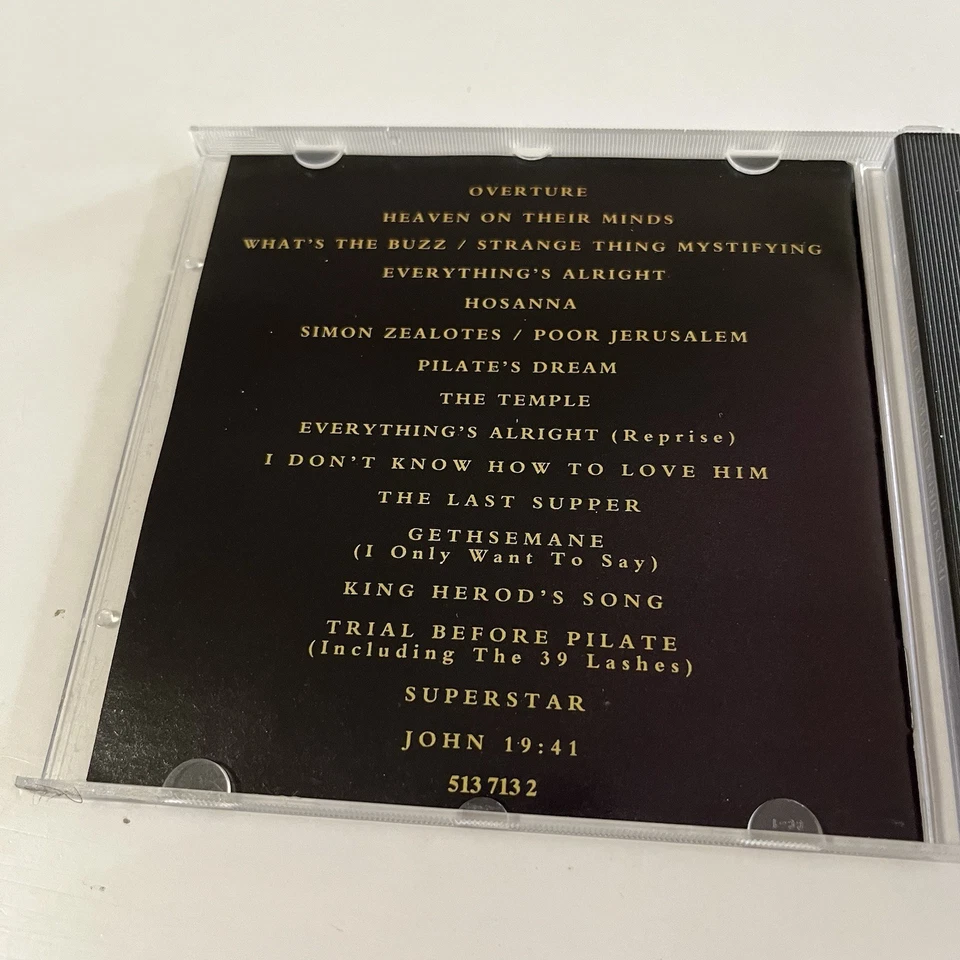 OVERTURE
HEAVEN ON THEIR MINDS
WHAT'S THE BUZZ / STRANGE THING MYSTIFYING
EVERYTHING'S ALRIGHT
HOSANNA
SIMON ZEALOTES / POOR JERUSALEM
PILATE'S DREAM
THE TEMPLE
EVERYTHING'S ALRIGHT (Reprise)
I DON'T KNOW HOW TO LOVE HIM
THE LAST SUPPER
GETHSEMANE
(I Only Want To Say)
KING HEROD'S SONG
TRIAL BEFORE PILATE
(Including The 39 Lashes)
SUPERSTAR
JOHN 19:41
513 713 2